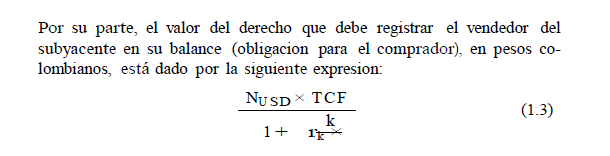 Por su parte, el valor del derecho que debe registrar el vendedor del
subyacente en su balance (obligacion para el comprador), en pesos co-
lombianos, está dado por la siguiente expresion:
NUSD × TCF
(1.3)
k
1 + rk ×